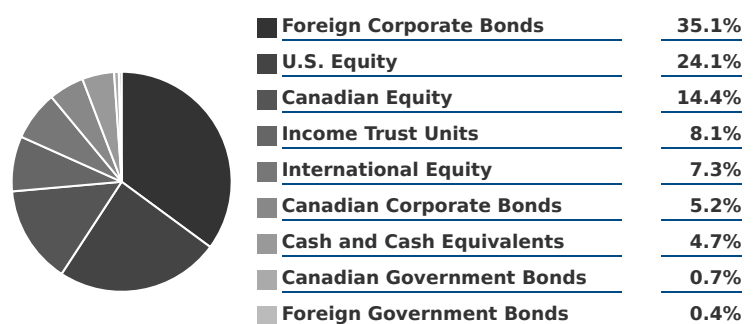 Foreign Corporate Bonds 35.1%
U.S. Equity 24.1%
Canadian Equity 14.4%
Income Trust Units 8.1%
International Equity 7.3%
Canadian Corporate Bonds 5.2%
Cash and Cash Equivalents 4.7%
Canadian Government Bonds 0.7%
Foreign Government Bonds 0.4%